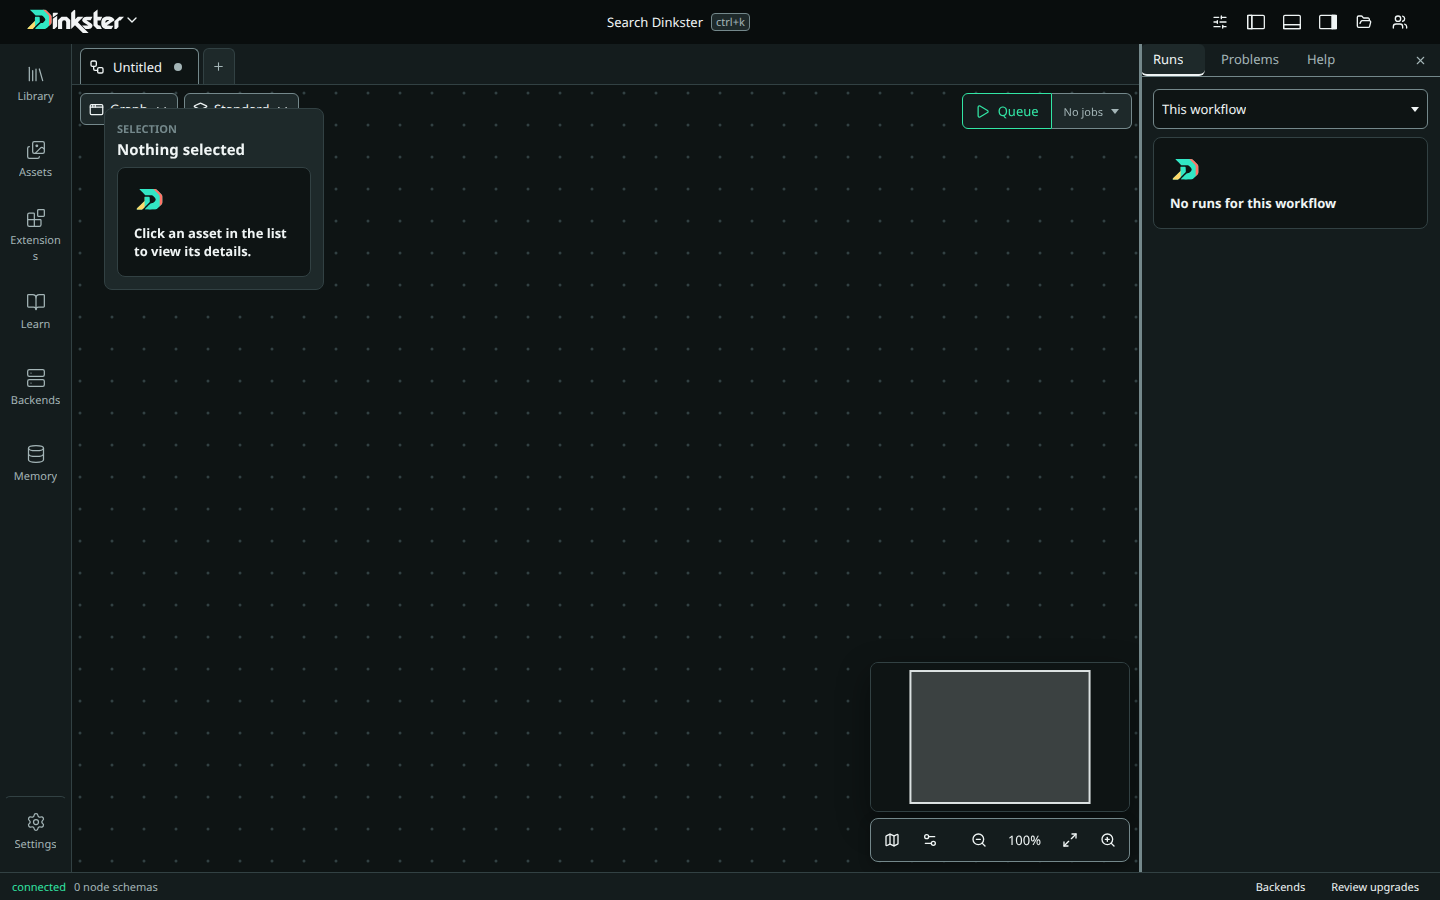 Dinkster
Search Dinkster ctrl+k
Library
Assets
Extension
s
Learn
Backends
Memory
Settings
Untitled
Graph
Standard
SELECTION
Nothing selected
Click an asset in the list
to view its details.
Queue
No jobs
100%
Runs
Problems
Help
This workflow
No runs for this workflow
connected
0 node schemas
Backends
Review upgrades